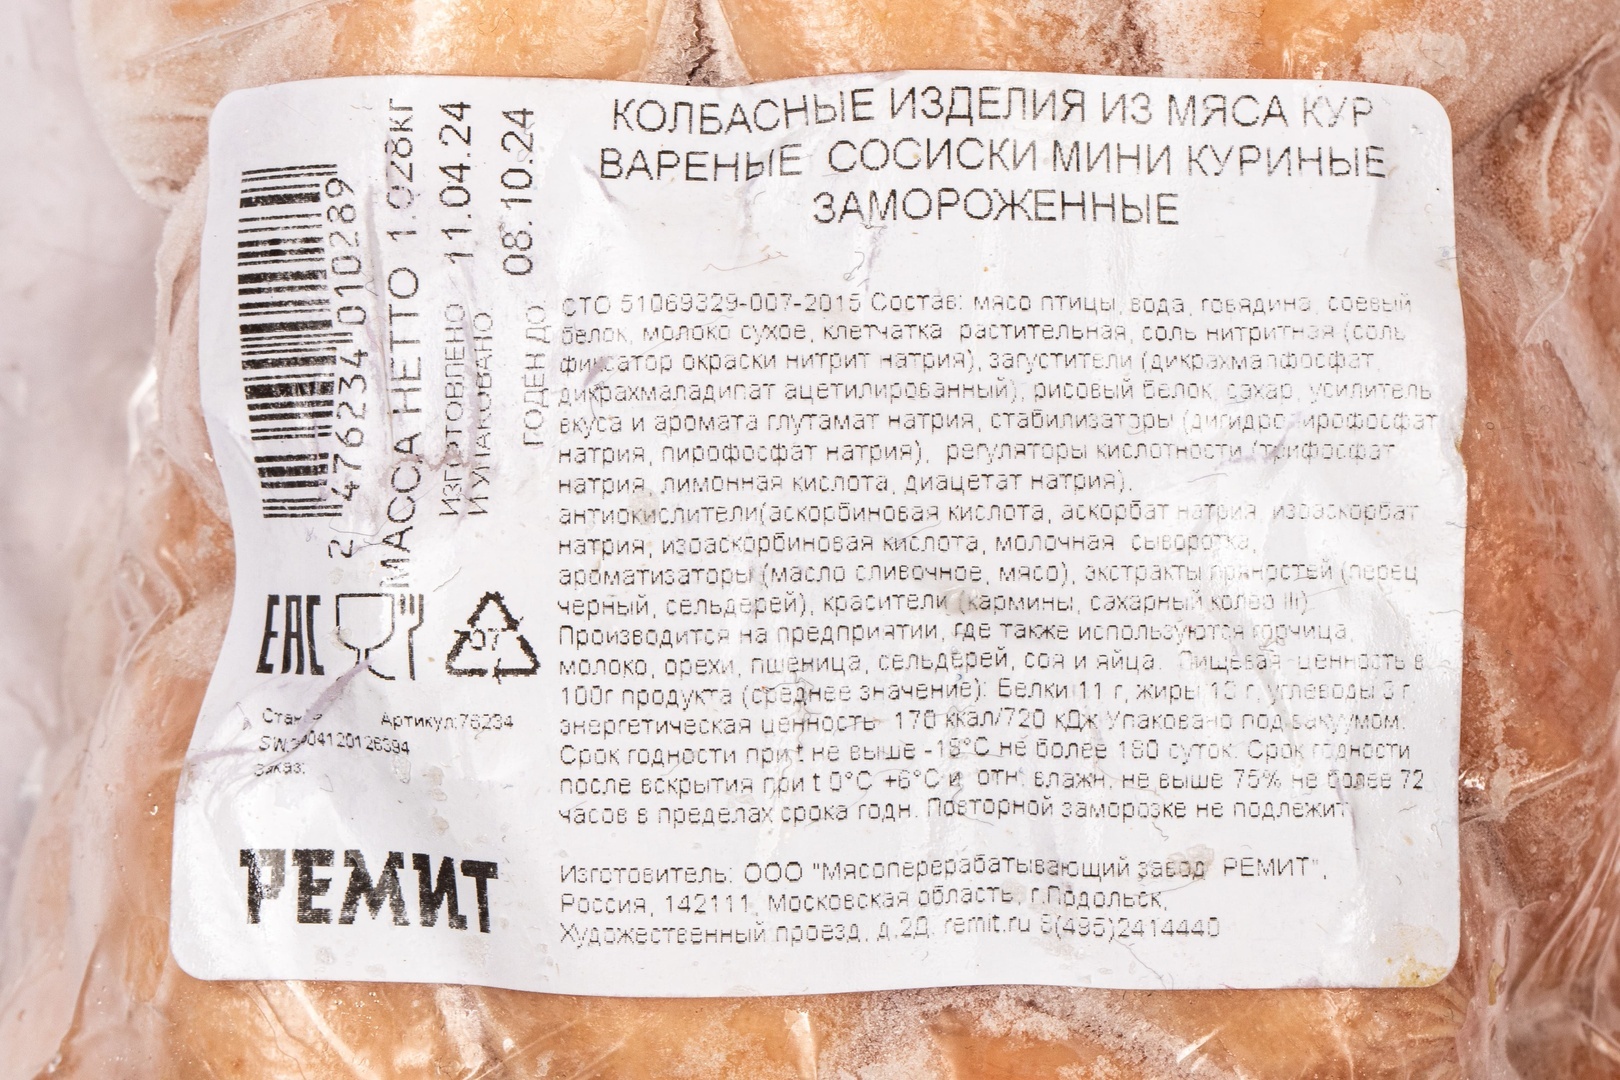 КОЛБАСНЫЕ ИЗДЕЛИЯ ИЗ МЯСА КУР
ВАРЕНЫЕ СОСИСКИ МИНИ КУРИНЫЕ
ЗАМОРОЖЕННЫЕ
2 476234 010289
МАССА НЕТТО 1.028кг
ИЗГОТОВЛЕНО 11.04.24
И УПАКОВАНО:
ГОДЕН ДО: 08.10.24
СТО 51069329-007-2015 Состав: мясо птицы, вода, говядина, соевый
белок, молоко сухое, клетчатка растительная, соль нитритная (соль,
фиксатор окраски нитрит натрия), загустители (дикрахмалфосфат,
дикрахмаладипат ацетилированный), рисовый белок, сахар, усилитель
вкуса и аромата глутамат натрия, стабилизаторы (дигидропирофосфат
натрия, пирофосфат натрия), регуляторы кислотности (трифосфат
натрия, лимонная кислота, диацетат натрия),
антиокислители(аскорбиновая кислота, аскорбат натрия, изоаскорбат
натрия, изоаскорбиновая кислота, молочная сыворотка,
ароматизаторы (масло сливочное, мясо), экстракты пряностей (перец
черный, сельдерей), красители (кармины, сахарный колер III).
Производится на предприятии, где также используются горчица,
молоко, орехи, пшеница, сельдерей, соя и яйца. Пищевая ценность в
100г продукта (среднее значение): Белки 11 г, жиры г, углеводы г,
энергетическая ценность 170 ккал/720 кДж Упаковано под вакуумом.
Срок годности при t не выше -18°С не более 180 суток. Срок годности
после вскрытия при t 0°С +6°С и отн. влажн. не выше 75% не более 72
часов в пределах срока годн. Повторной заморозке не подлежит.
EAC
07
Артикул:76234
заказ:
РЕМИТ
Изготовитель: ООО "Мясоперерабатывающий завод РЕМИТ",
Россия, 142111, Московская область, г.Подольск,
Художественный проезд, д.2Д, remit.ru 8(495)2414440